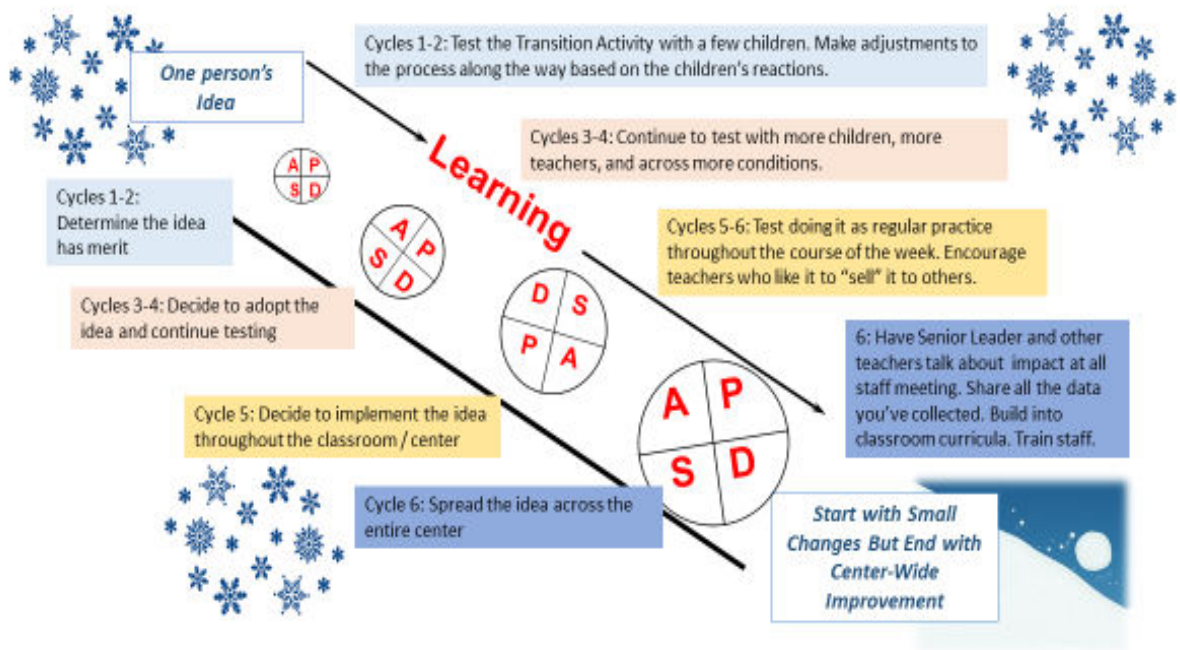 One person's
Idea
Cycles 1-2: Test the Transition Activity with a few children. Make adjustments to
the process along the way based on the children's reactions.
Learning
Cycles 3-4: Continue to test with more children, more
teachers, and across more conditions.
A P
S D
Cycles 1-2:
Determine the idea
has merit
A P
S D
Cycles 5-6: Test doing it as regular practice
throughout the course of the week. Encourage
teachers who like it to "sell" it to others.
Cycles 3-4: Decide to adopt the
idea and continue testing
D S
P A
6: Have Senior Leader and other
teachers talk about impact at all
staff meeting. Share all the data
you've collected. Build into
classroom curricula. Train staff.
Cycle 5: Decide to implement the idea
throughout the classroom / center
A P
S D
Cycle 6: Spread the idea across the
entire center
Start with Small
Changes But End with
Center-Wide
Improvement